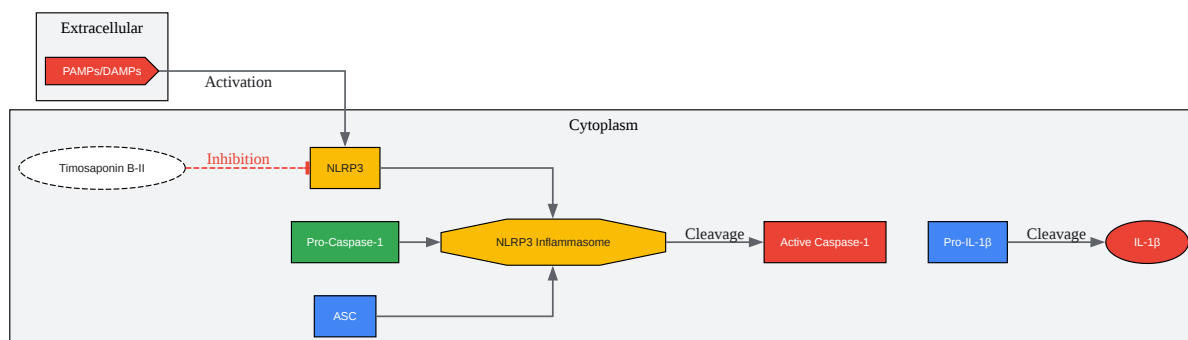 Extracellular
PAMPs/DAMPs
Activation
Cytoplasm
Timosaponin B-II
Inhibition
NLRP3
Pro-Caspase-1
NLRP3 Inflammasome
Cleavage
Active Caspase-1
Pro-IL-1β
Cleavage
IL-1β
ASC